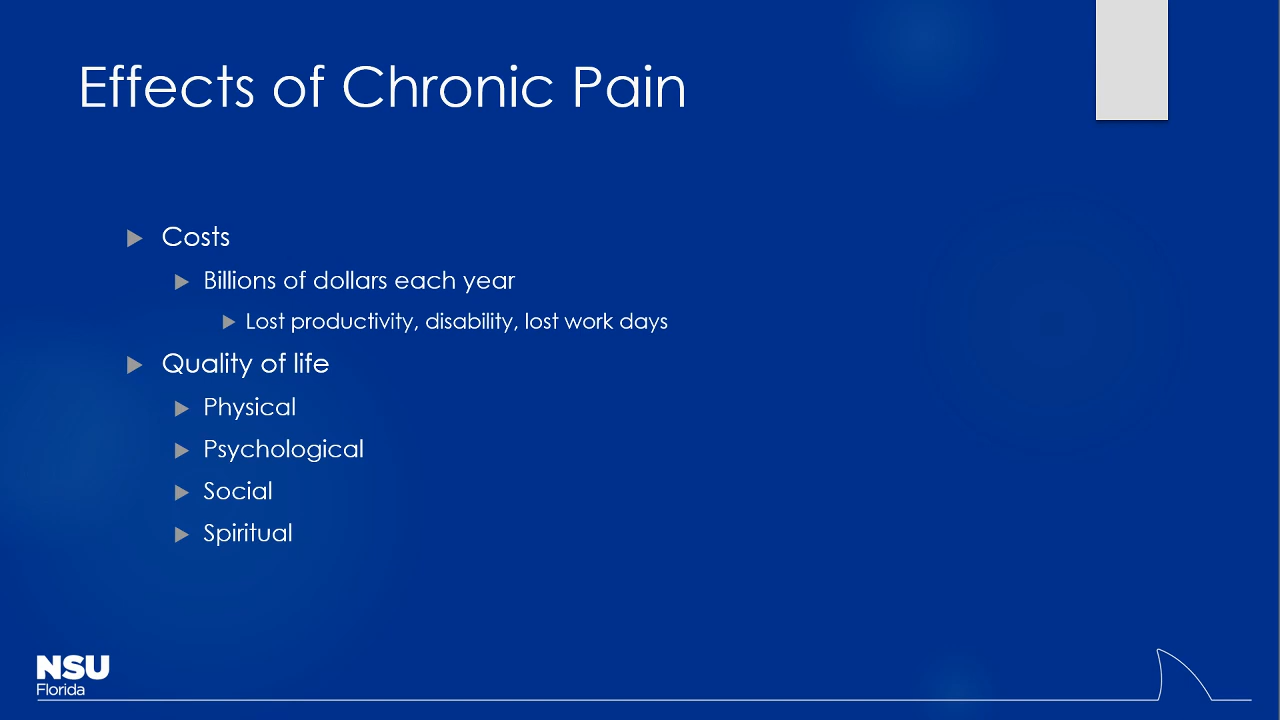 Effects of Chronic Pain
Costs
Billions of dollars each year
Lost productivity, disability, lost work days
Quality of life
Physical
Psychological
Social
Spiritual
NSU
Florida